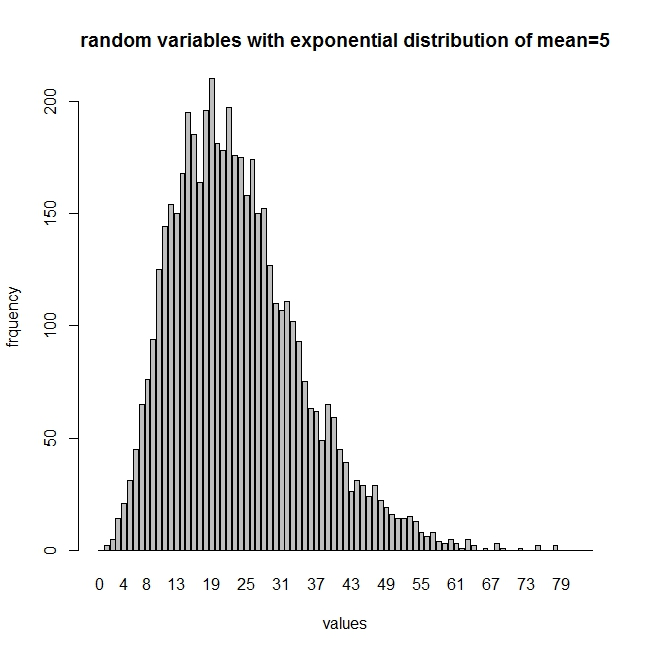 random variables with exponential distribution of mean=5
200
150
100
50
0
frquency
0 4 8 13 19 25 31 37 43 49 55 61 67 73 79
values